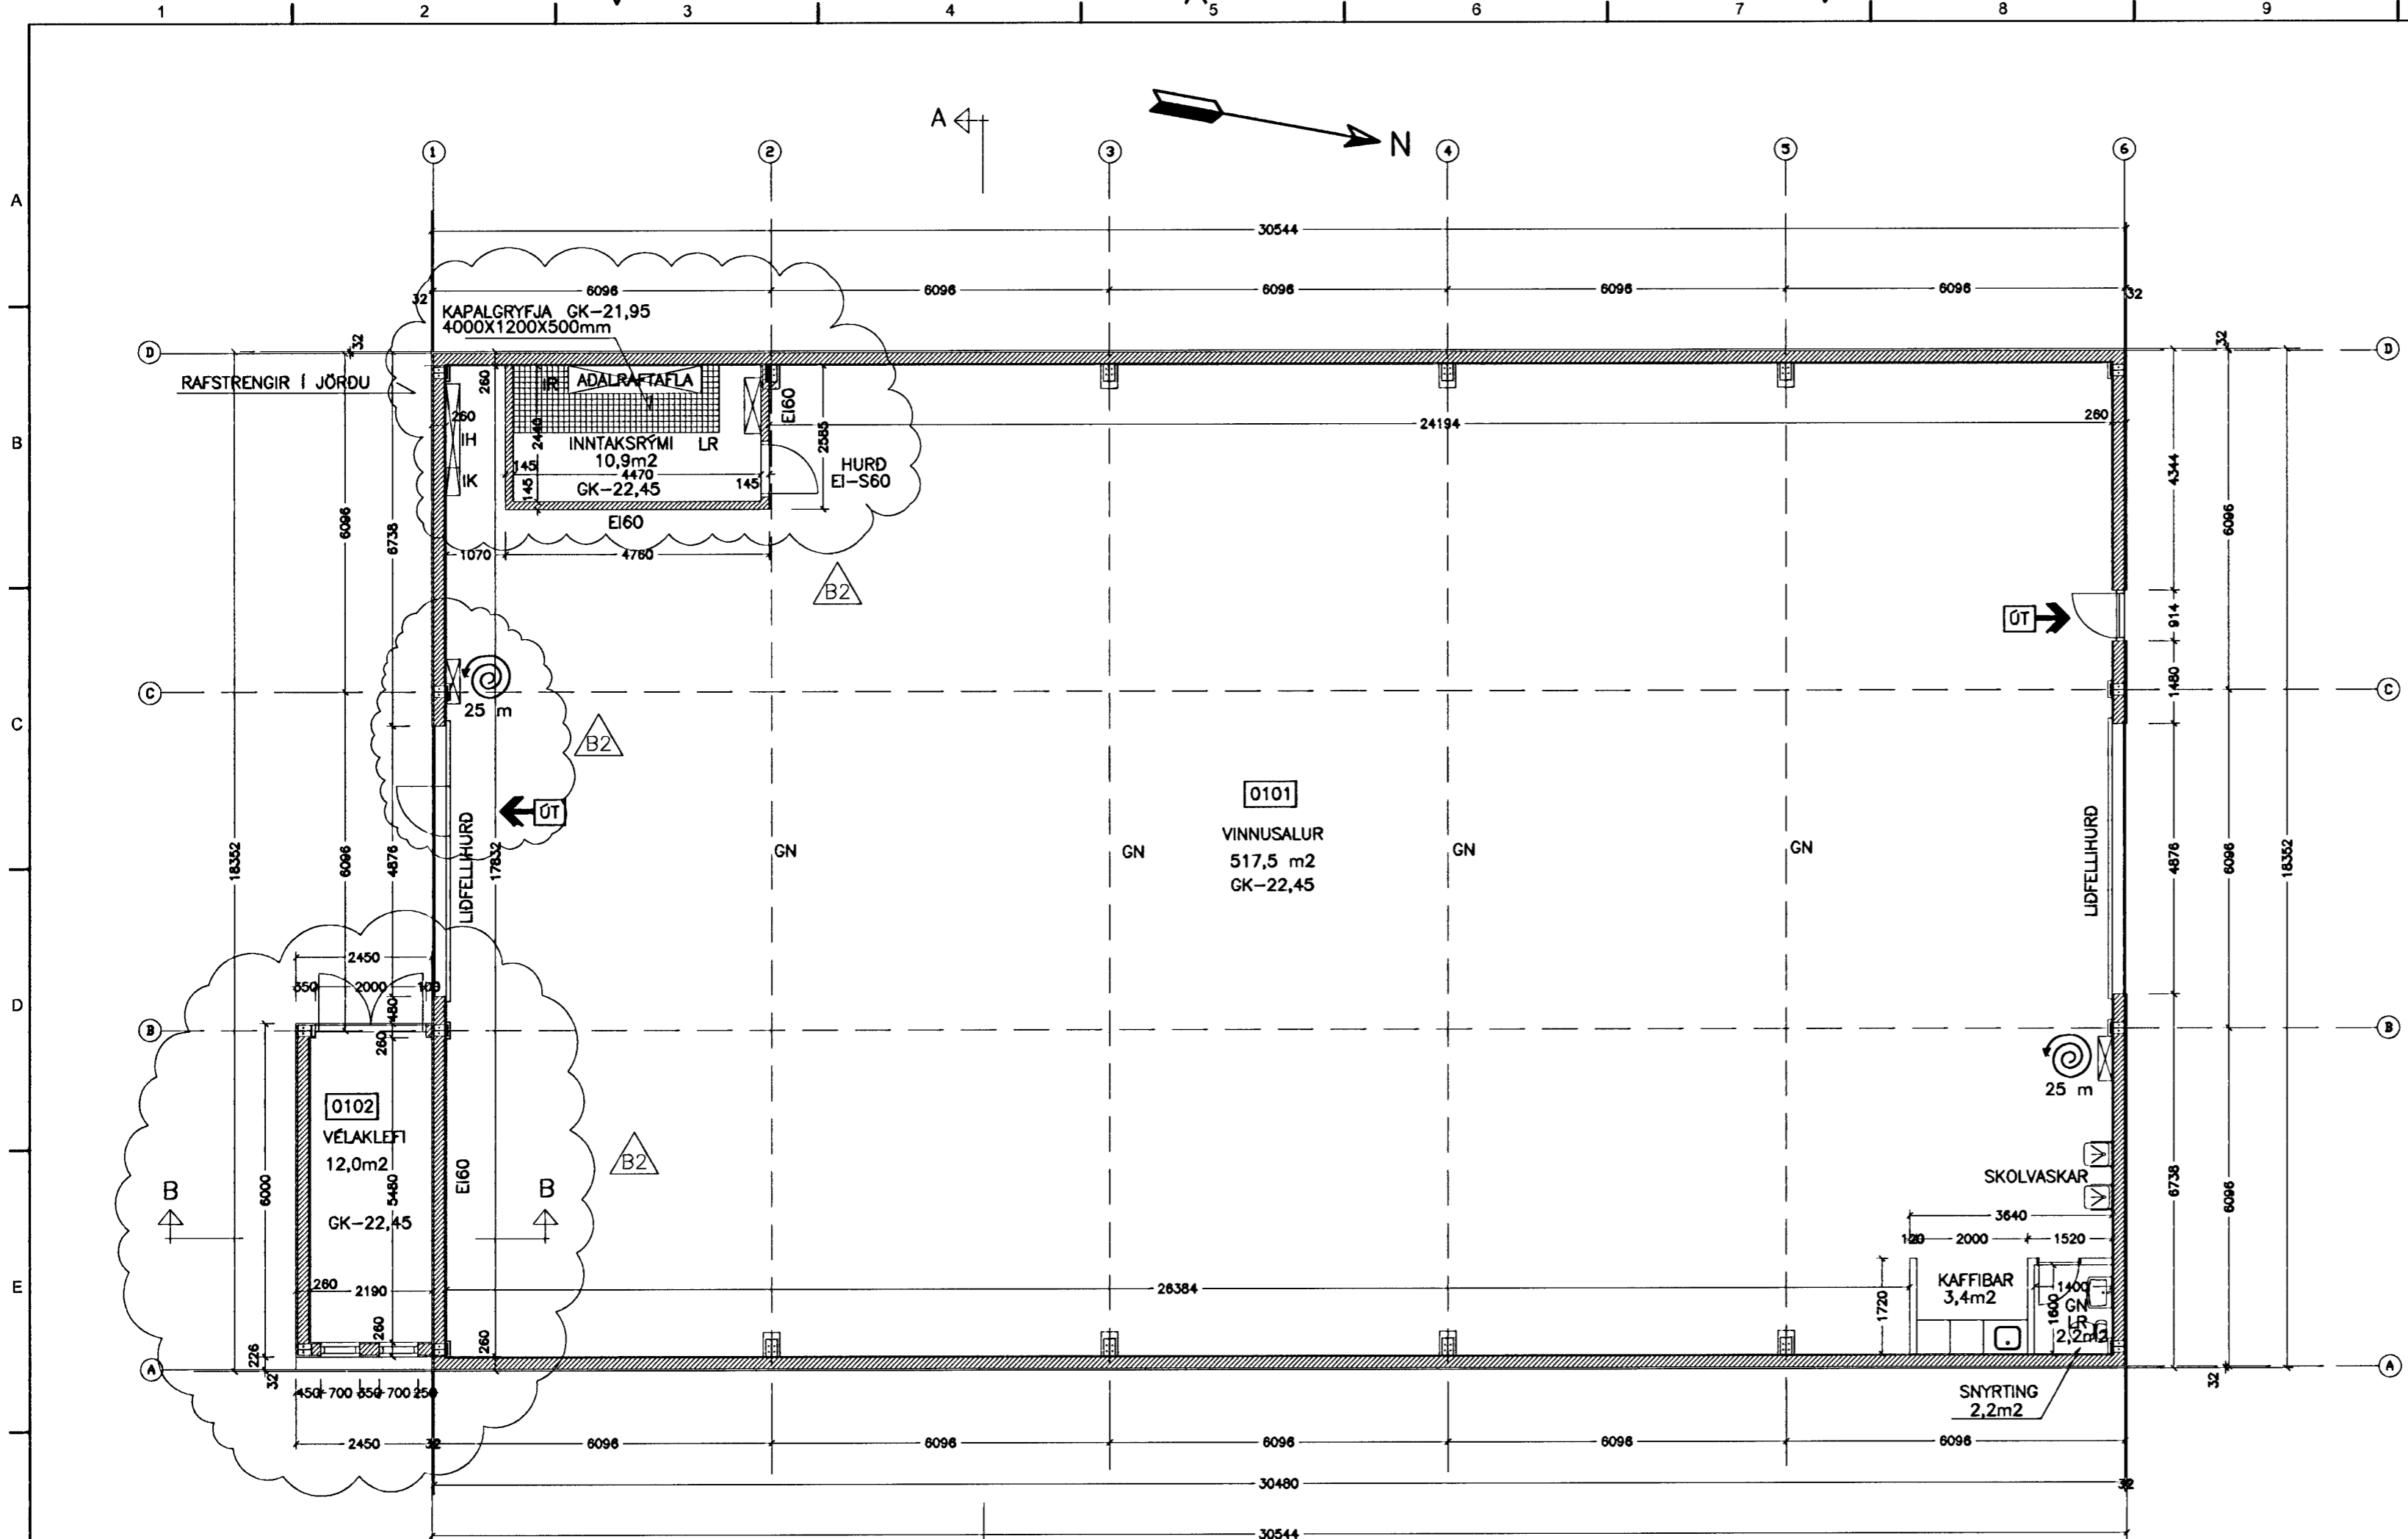 1 2 3 4 5 6 7 8 9
A
N
1 2 3 4 5 6
A
30544
6096 6096 6096 6096 6096
32 32
KAPALGRYFJA GK-21,95
4000X1200X500mm
D 32 32 D
RAFSTRENGIR Í JÖRÐU
260 IR AÐALRAFTAFLA
EI60
B
260 24194 260
IH 2440 INNTAKSRÝMI LR 2585
10,9m2
145 4470 145 HURÐ
IK 145 GK-22,45 EI-S60
EI60
4344
6096 6738 6096
1070 4760
B2
ÚT 914
1480
C C
25 m
C
B2
0101
ÚT
VINNUSALUR
517,5 m2
GK-22,45
GN GN GN GN
LIÐFELLIHURÐ LIÐFELLIHURÐ
18352 6096 4876 17832 4876 6096 18352
2450
350 2000 100
D
480
B B
260
0102
VÉLAKLEFI
12,0m2
25 m
B2
EI60
SKOLVASKAR
B B
6000 5480 6738 6096
GK-22,45
3640
120 2000 1520
E
260 2190 26384
KAFFIBAR
3,4m2
1400
GN
LR
2,2m2
1720 1600
260 260
226
A A
32 32
450 700 350 700 250
SNYRTING
2,2m2
2450 32 6096 6096 6096 6096 6096
30480 32
30544